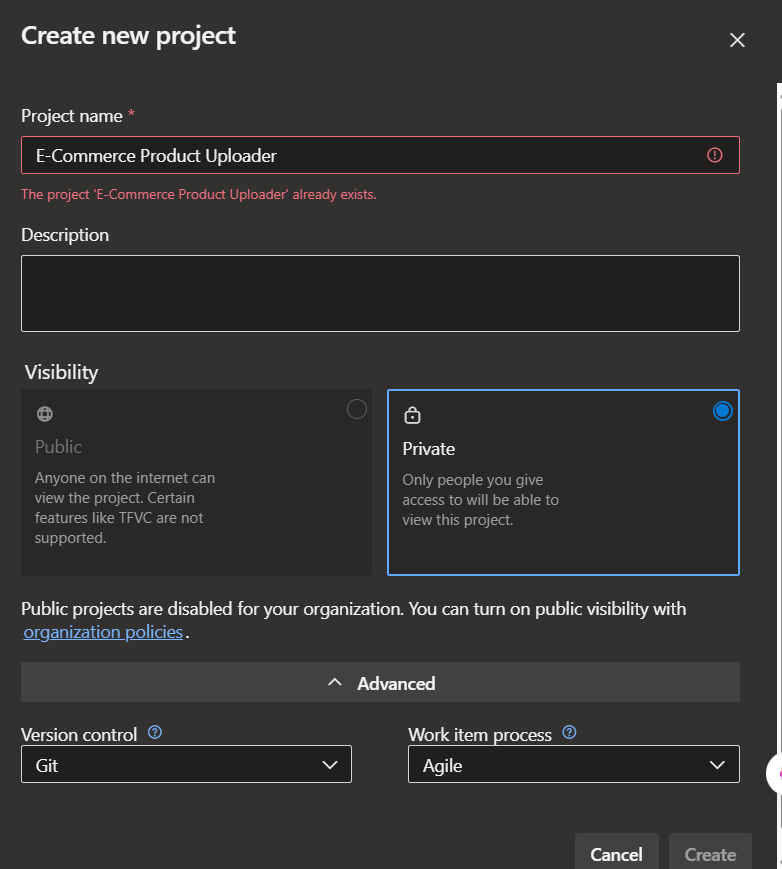 Create new project
Project name *
E-Commerce Product Uploader
The project 'E-Commerce Product Uploader' already exists.
Description
Visibility
Public
Anyone on the internet can
view the project. Certain
features like TFVC are not
supported.
Private
Only people you give
access to will be able to
view this project.
Public projects are disabled for your organization. You can turn on public visibility with
organization policies.
Advanced
Version control
Git
Work item process
Agile
Cancel
Create